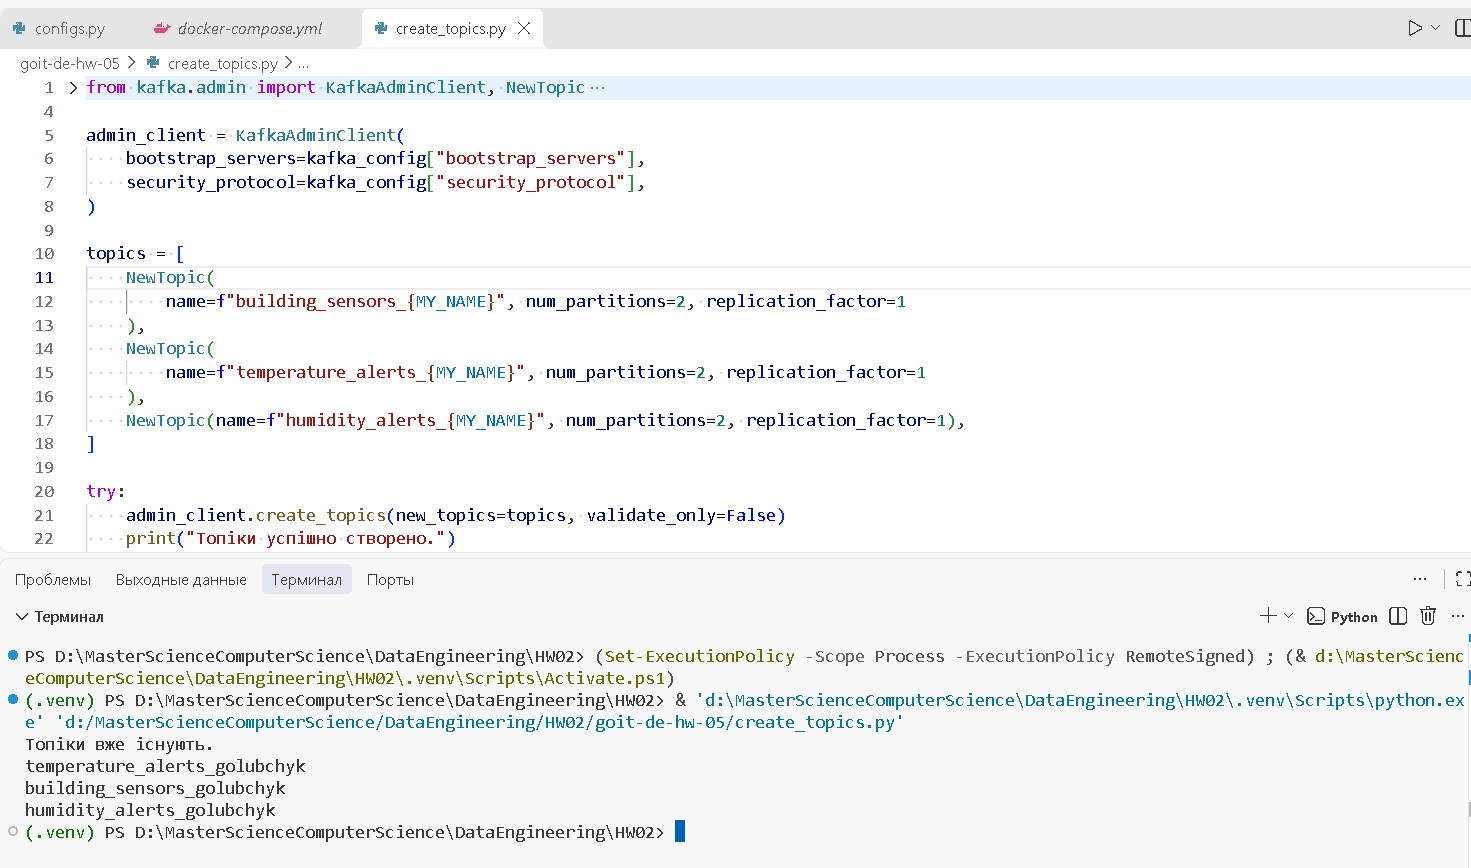 configs.py docker-compose.yml create_topics.py
goit-de-hw-05 > create_topics.py > ...
1 from kafka.admin import KafkaAdminClient, NewTopic ···
4
5 admin_client = KafkaAdminClient(
6     bootstrap_servers=kafka_config["bootstrap_servers"],
7     security_protocol=kafka_config["security_protocol"],
8 )
9
10 topics = [
11     NewTopic(
12         name=f"building_sensors_{MY_NAME}", num_partitions=2, replication_factor=1
13     ),
14     NewTopic(
15         name=f"temperature_alerts_{MY_NAME}", num_partitions=2, replication_factor=1
16     ),
17     NewTopic(name=f"humidity_alerts_{MY_NAME}", num_partitions=2, replication_factor=1),
18 ]
19
20 try:
21     admin_client.create_topics(new_topics=topics, validate_only=False)
22     print("Топіки успішно створено.")
Проблемы Выходные данные Терминал Порты
Терминал Python
PS D:\MasterScienceComputerScience\DataEngineering\HW02> (Set-ExecutionPolicy -Scope Process -ExecutionPolicy RemoteSigned) ; (& d:\MasterScienc
eComputerScience\DataEngineering\HW02\.venv\Scripts\Activate.ps1)
(.venv) PS D:\MasterScienceComputerScience\DataEngineering\HW02> & 'd:\MasterScienceComputerScience\DataEngineering\HW02\.venv\Scripts\python.ex
e' 'd:/MasterScienceComputerScience/DataEngineering/HW02/goit-de-hw-05/create_topics.py'
Топіки вже існують.
temperature_alerts_golubchyk
building_sensors_golubchyk
humidity_alerts_golubchyk
(.venv) PS D:\MasterScienceComputerScience\DataEngineering\HW02>